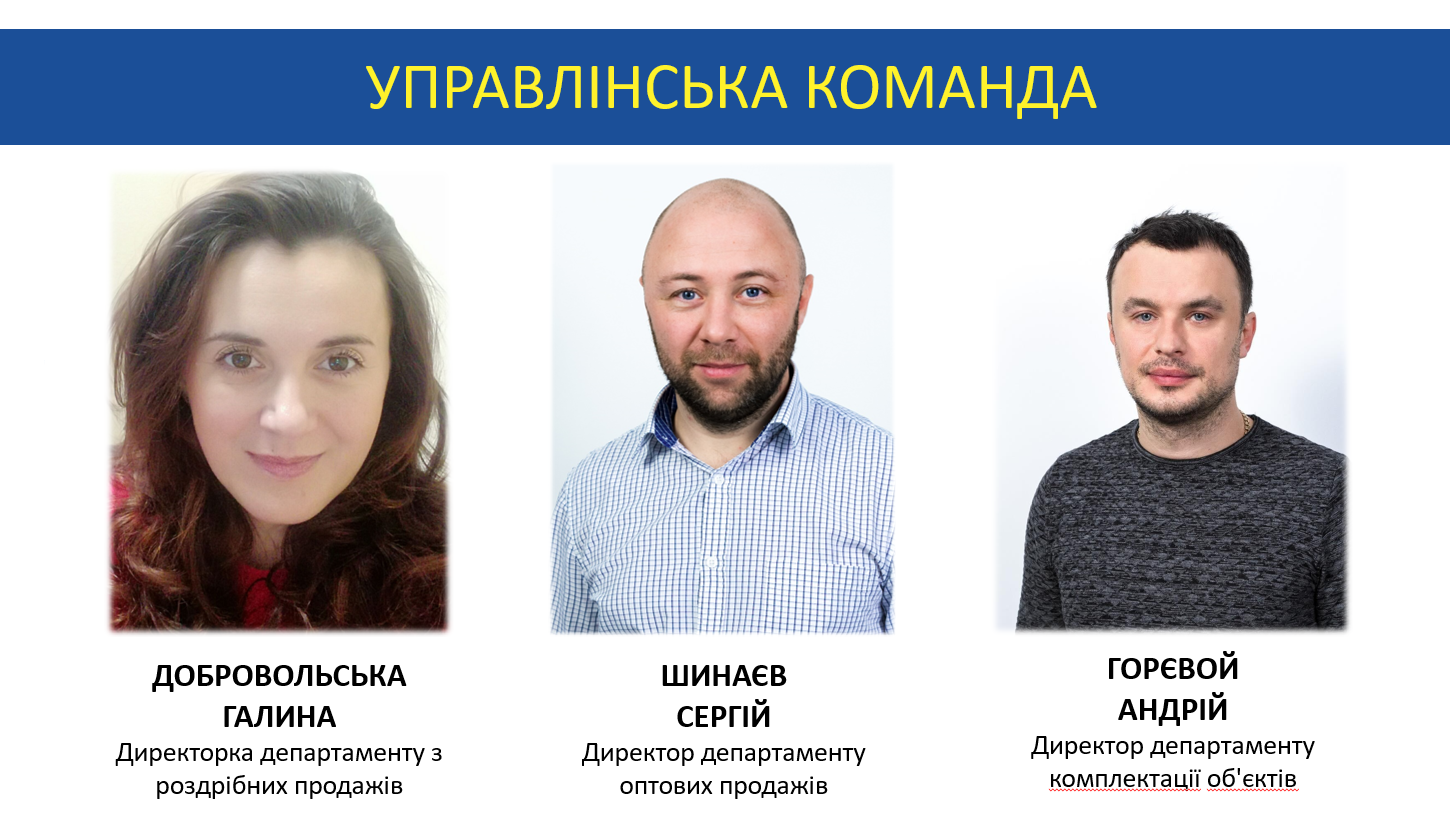 УПРАВЛІНСЬКА КОМАНДА
ДОБРОВОЛЬСЬКА
ГАЛИНА
Директорка департаменту з
роздрібних продажів
ШИНАЄВ
СЕРГІЙ
Директор департаменту
оптових продажів
ГОРЄВОЙ
АНДРІЙ
Директор департаменту
комплектації об'єктів